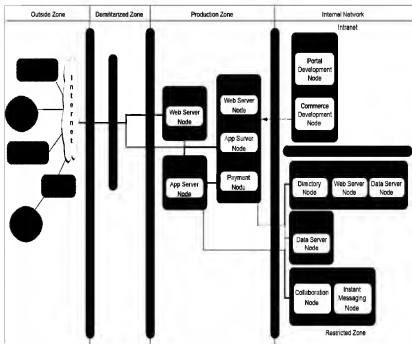 Outside Zone
Demilitarized Zone
Production Zone
Internal Network
Intranet
Internet
Portal
Development
Node
Commerce
Development
Node
Web Server
Node
Web Server
Node
App Server
Node
App Server
Node
Payment
Node
Directory
Node
Web Server
Node
Data Server
Node
Data Server
Node
Collaboration
Node
Instant
Messaging
Node
Restricted Zone